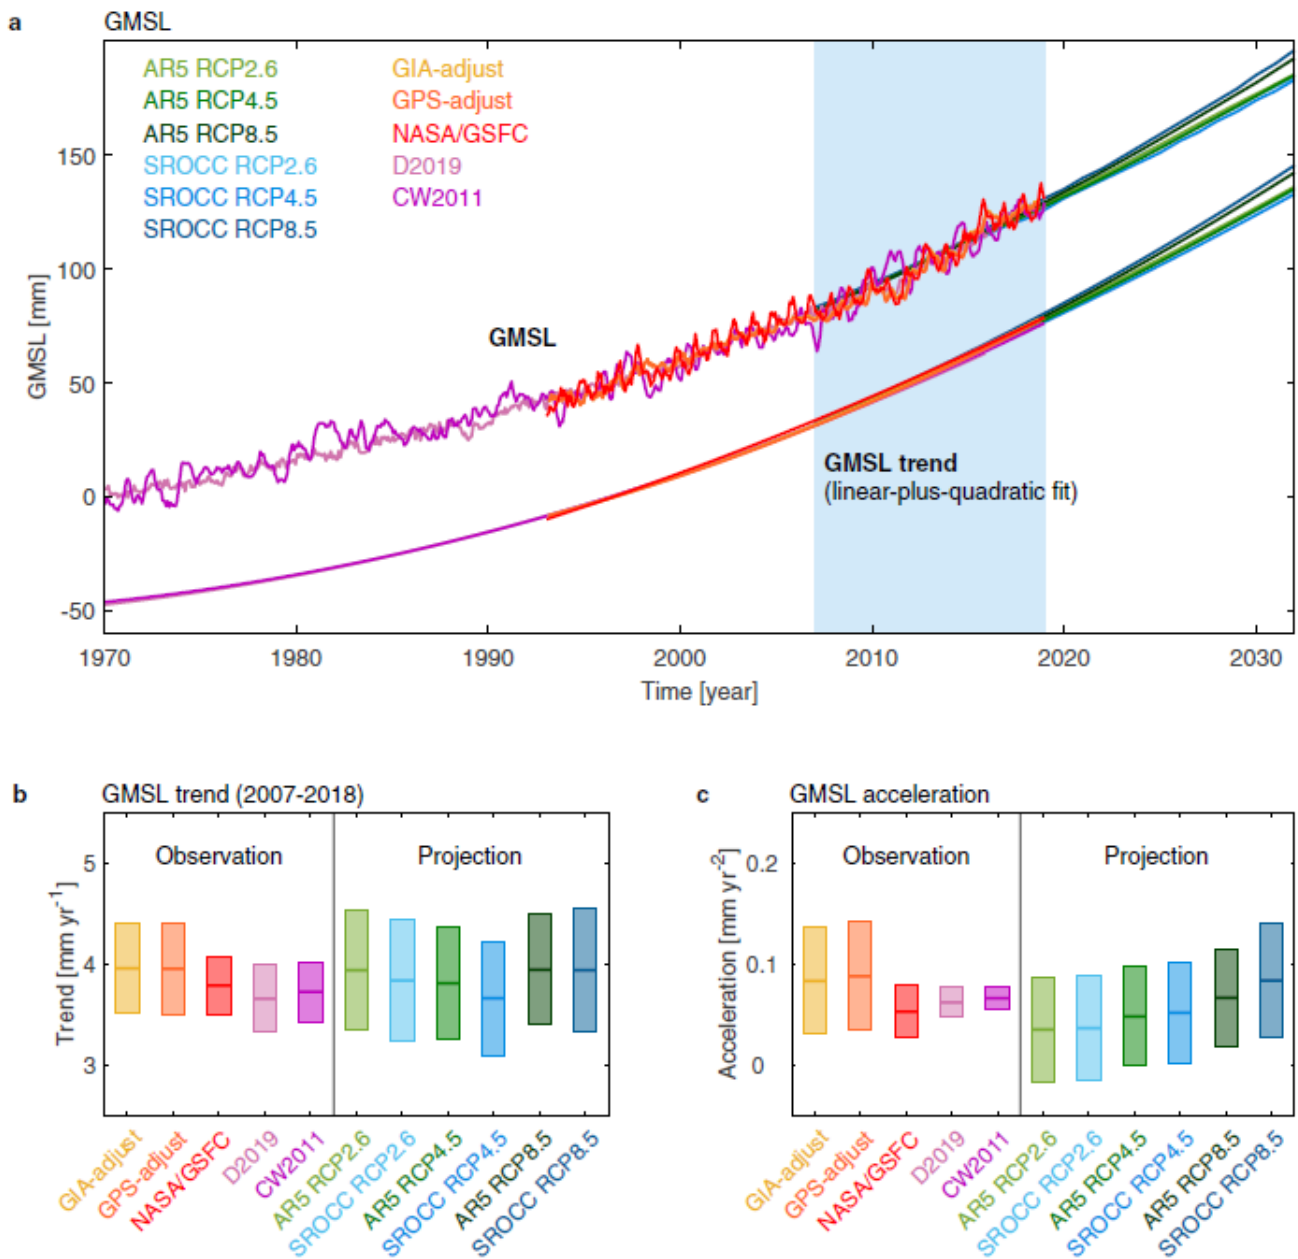 a
GMSL
AR5 RCP2.6
AR5 RCP4.5
AR5 RCP8.5
SROCC RCP2.6
SROCC RCP4.5
SROCC RCP8.5
GIA-adjust
GPS-adjust
NASA/GSFC
D2019
CW2011
GMSL [mm]
150
100
50
0
-50
GMSL
GMSL trend
(linear-plus-quadratic fit)
1970
1980
1990
2000
2010
2020
2030
Time [year]
b
GMSL trend (2007-2018)
Observation
Projection
Trend [mm yr⁻¹]
5
4
3
GIA-adjust
GPS-adjust
NASA/GSFC
D2019
CW2011
AR5 RCP2.6
SROCC RCP2.6
AR5 RCP4.5
SROCC RCP4.5
AR5 RCP8.5
SROCC RCP8.5
c
GMSL acceleration
Observation
Projection
Acceleration [mm yr⁻²]
0.2
0.1
0
GIA-adjust
GPS-adjust
NASA/GSFC
D2019
CW2011
AR5 RCP2.6
SROCC RCP2.6
AR5 RCP4.5
SROCC RCP4.5
AR5 RCP8.5
SROCC RCP8.5